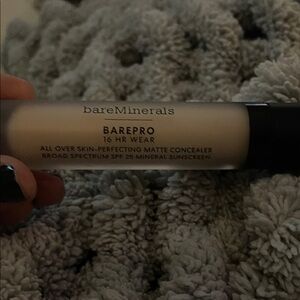 bareMinerals
BAREPRO
16 HR WEAR
ALL OVER SKIN-PERFECTING MATTE CONCEALER
BROAD SPECTRUM SPF 25 MINERAL SUNSCREEN